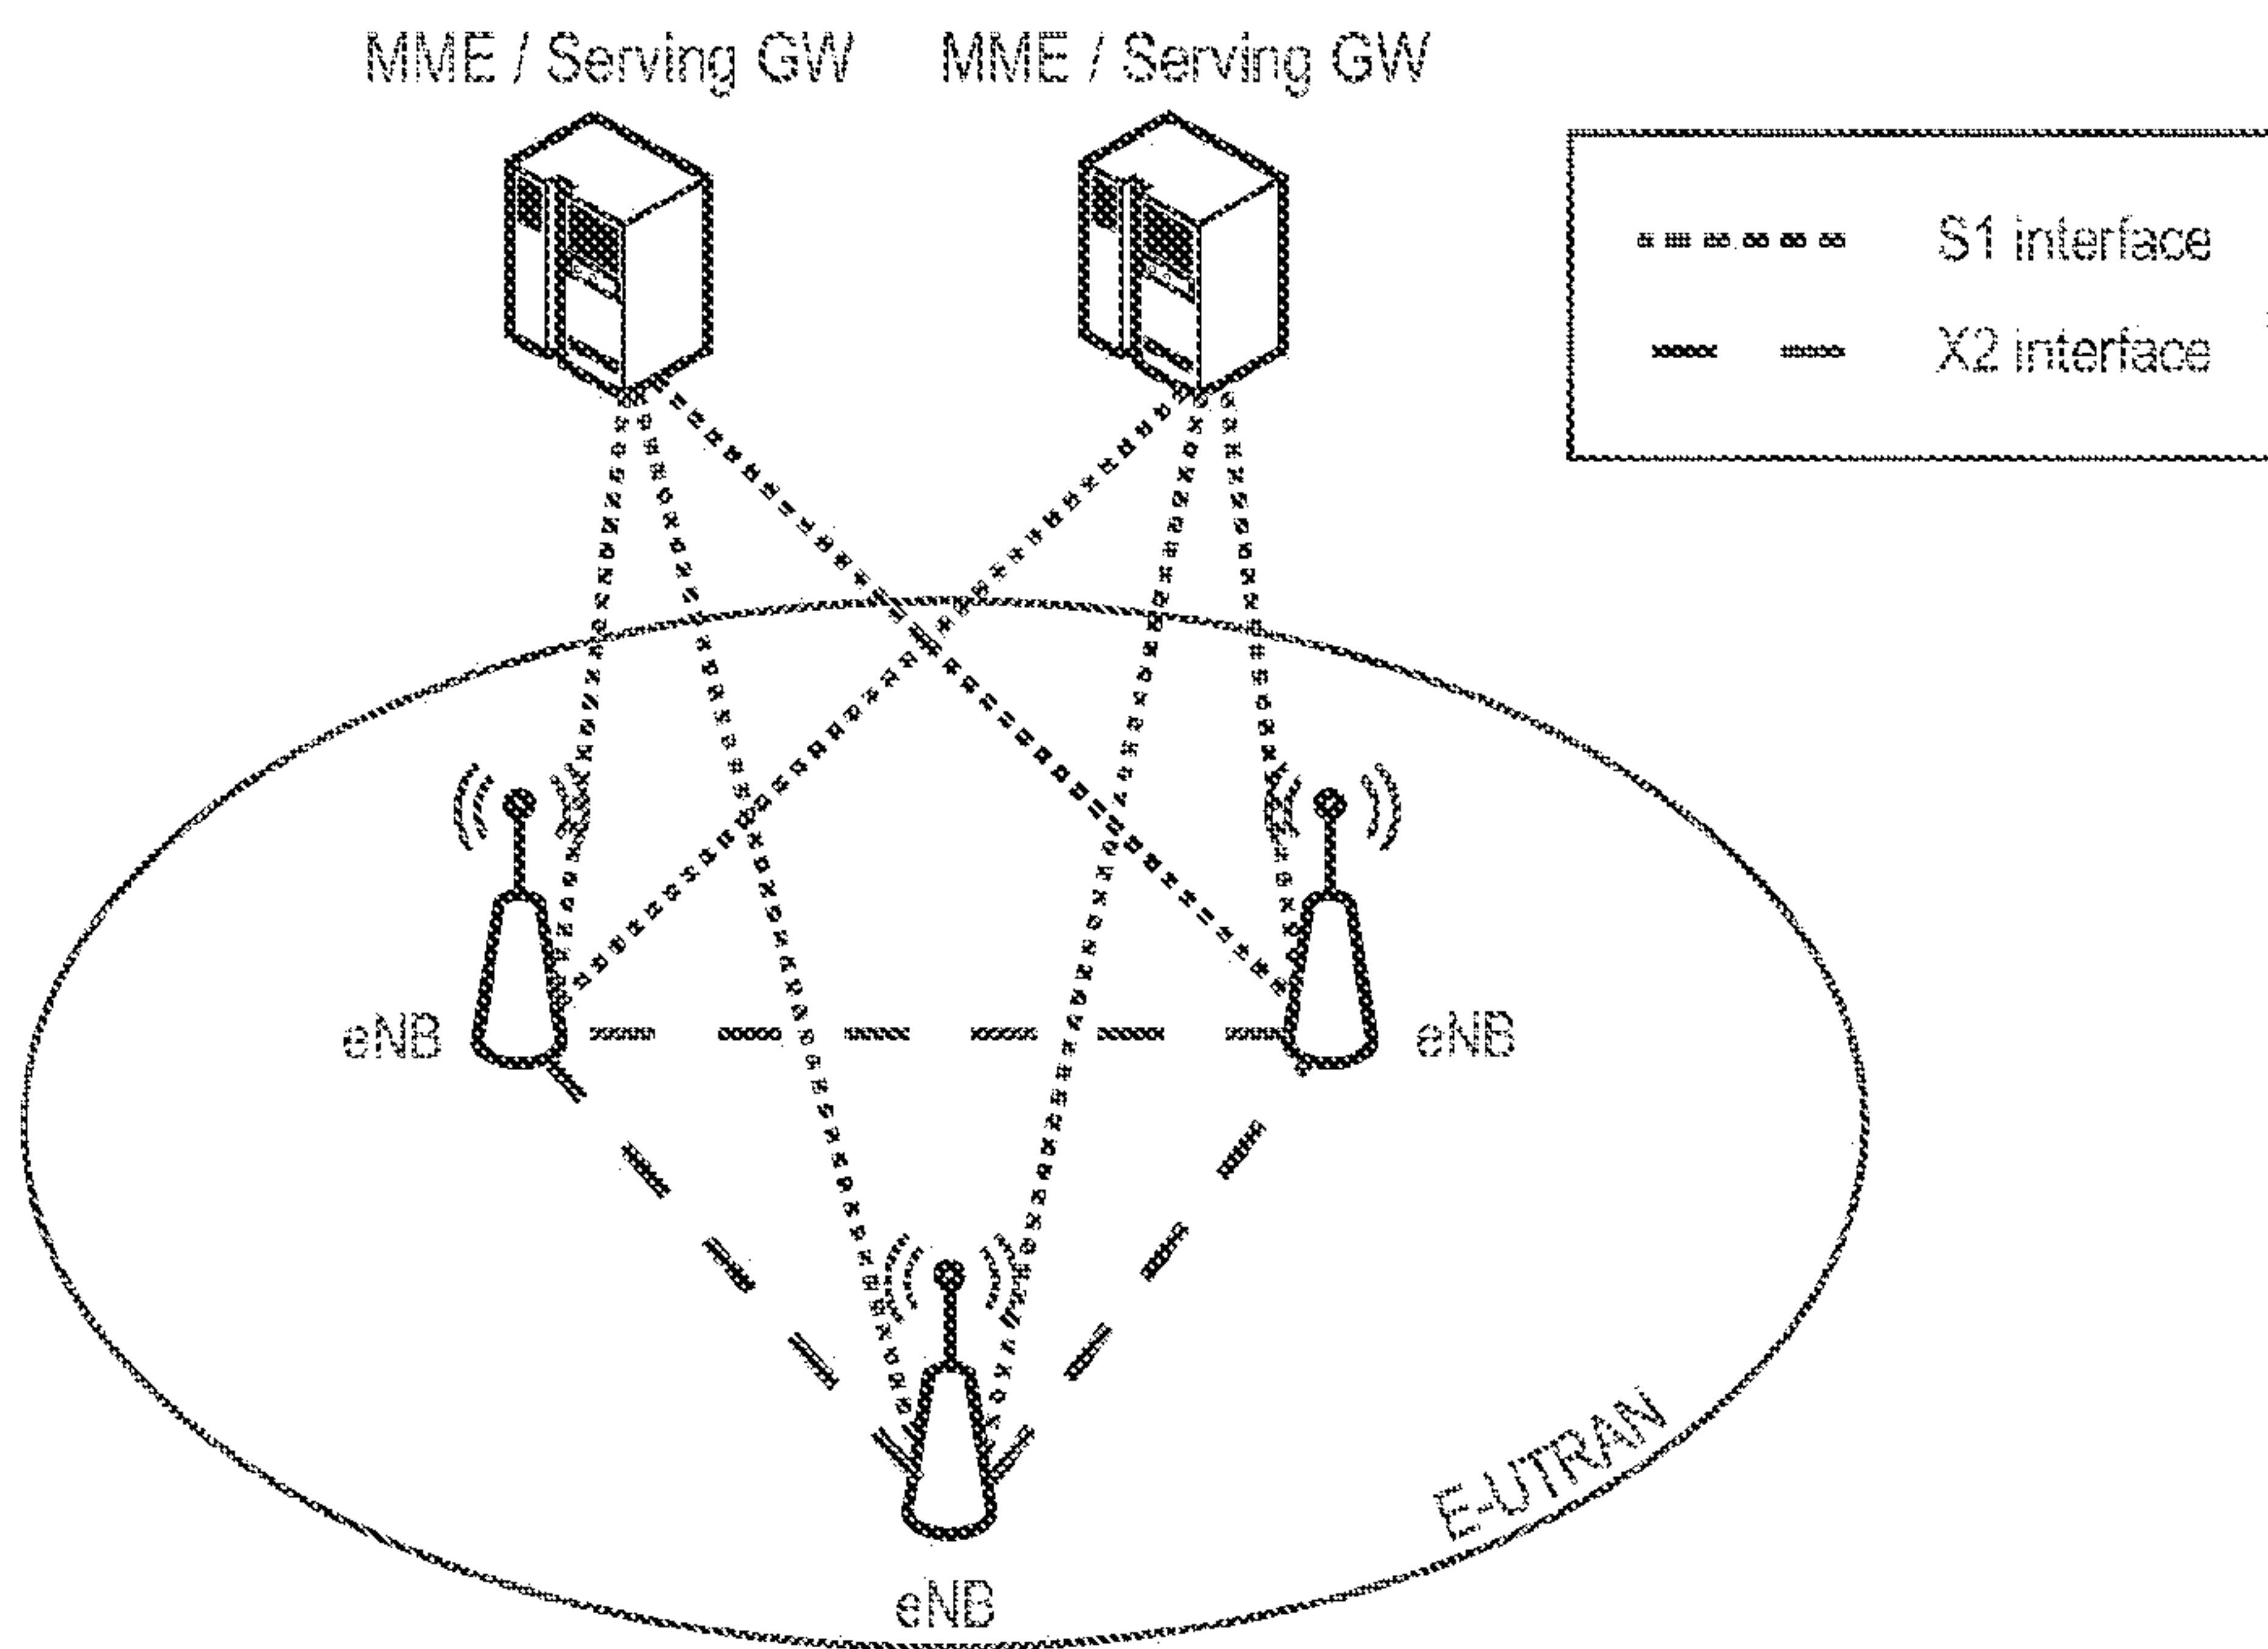 MME / Serving GW
MME / Serving GW
S1 interface
X2 interface
eNB
eNB
E-UTRAN
eNB